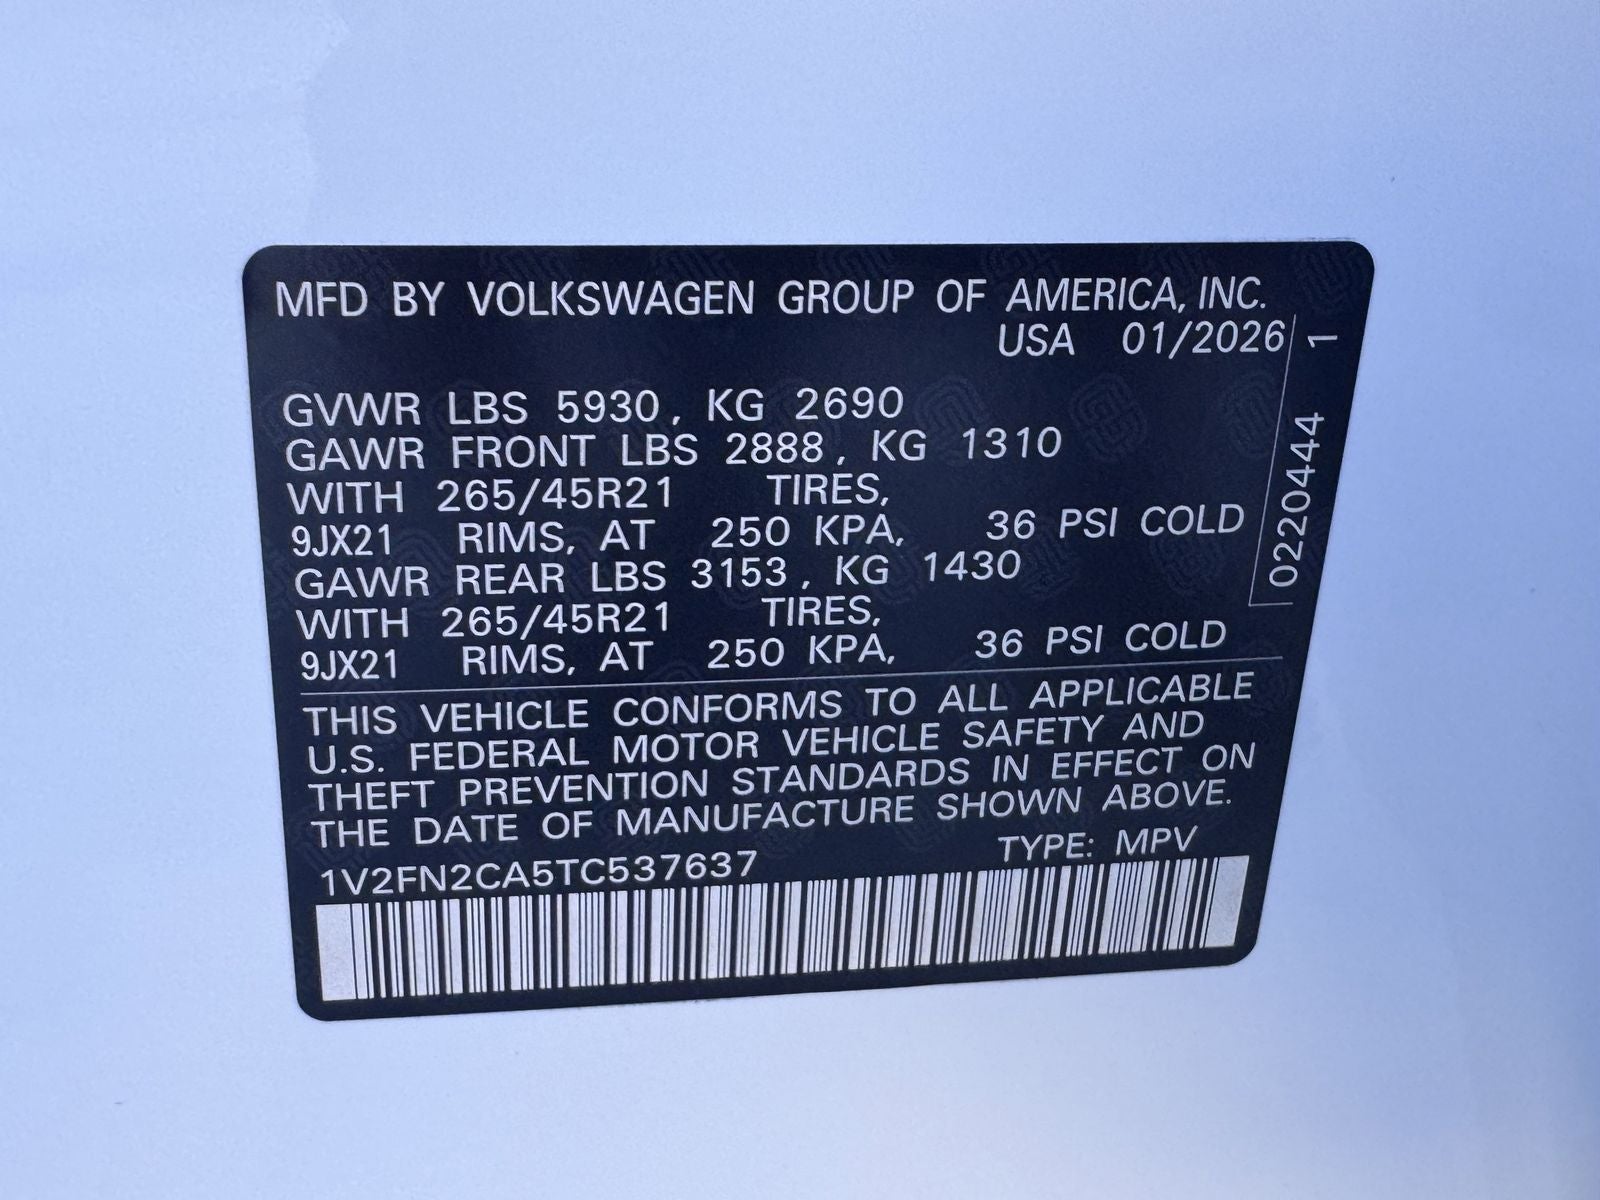 MFD BY VOLKSWAGEN GROUP OF AMERICA, INC.
USA 01/2026
GVWR LBS 5930, KG 2690
GAWR FRONT LBS 2888, KG 1310
WITH 265/45R21 TIRES,
9JX21 RIMS, AT 250 KPA, 36 PSI COLD
GAWR REAR LBS 3153, KG 1430
WITH 265/45R21 TIRES,
9JX21 RIMS, AT 250 KPA, 36 PSI COLD
THIS VEHICLE CONFORMS TO ALL APPLICABLE
U.S. FEDERAL MOTOR VEHICLE SAFETY AND
THEFT PREVENTION STANDARDS IN EFFECT ON
THE DATE OF MANUFACTURE SHOWN ABOVE.
1V2FN2CA5TC537637 TYPE: MPV
0220444 1